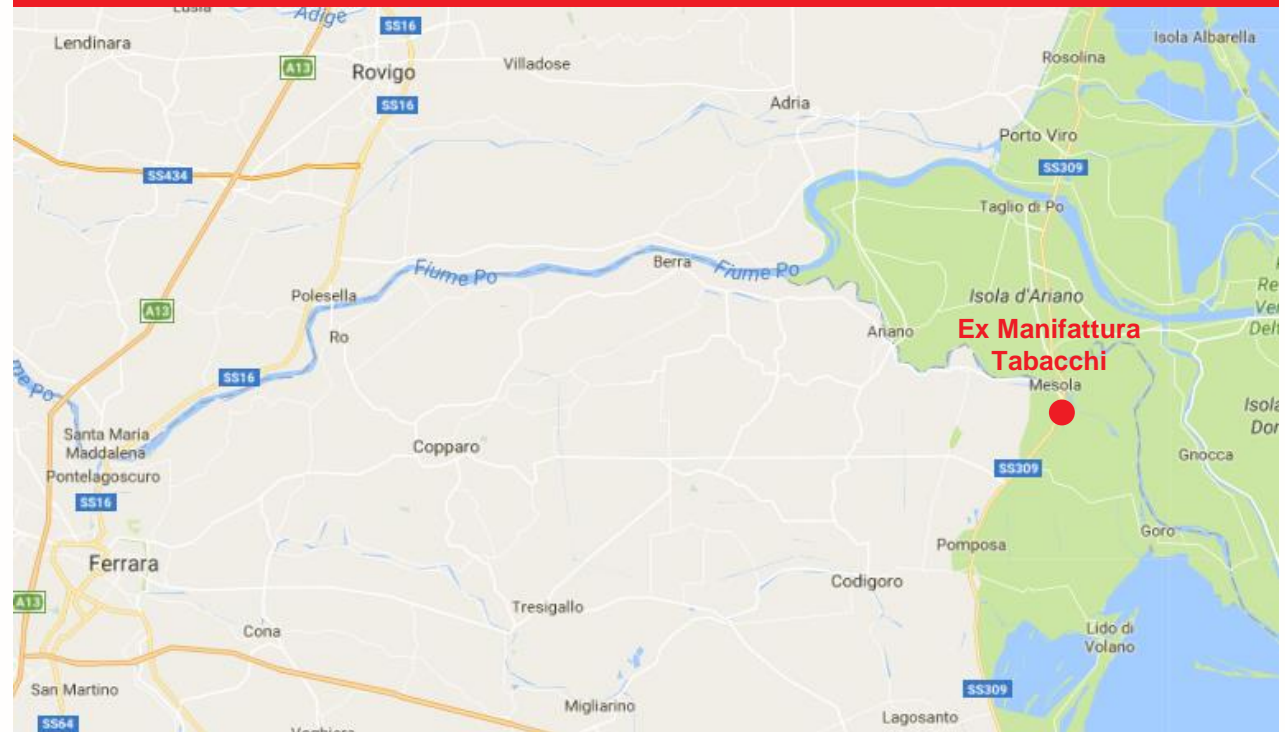 Adige
SS16
Isola Albarella
Lendinara
Rosolina
A13
Villadose
Rovigo
SS16
Adria
Porto Viro
SS434
SS309
Taglio di Po
Berra
Fiume Po
Fiume Po
Polesella
Isola d'Ariano
A13
Ro
Ariano
Ex Manifattura
Tabacchi
SS16
Mesola
Santa Maria
Maddalena
Copparo
Gnocca
Pontelagoscuro
SS309
SS16
Goro
Pomposa
Ferrara
Codigoro
A13
Tresigallo
Cona
Lido di
Volano
San Martino
SS309
Migliarino
Lagosanto
SS64